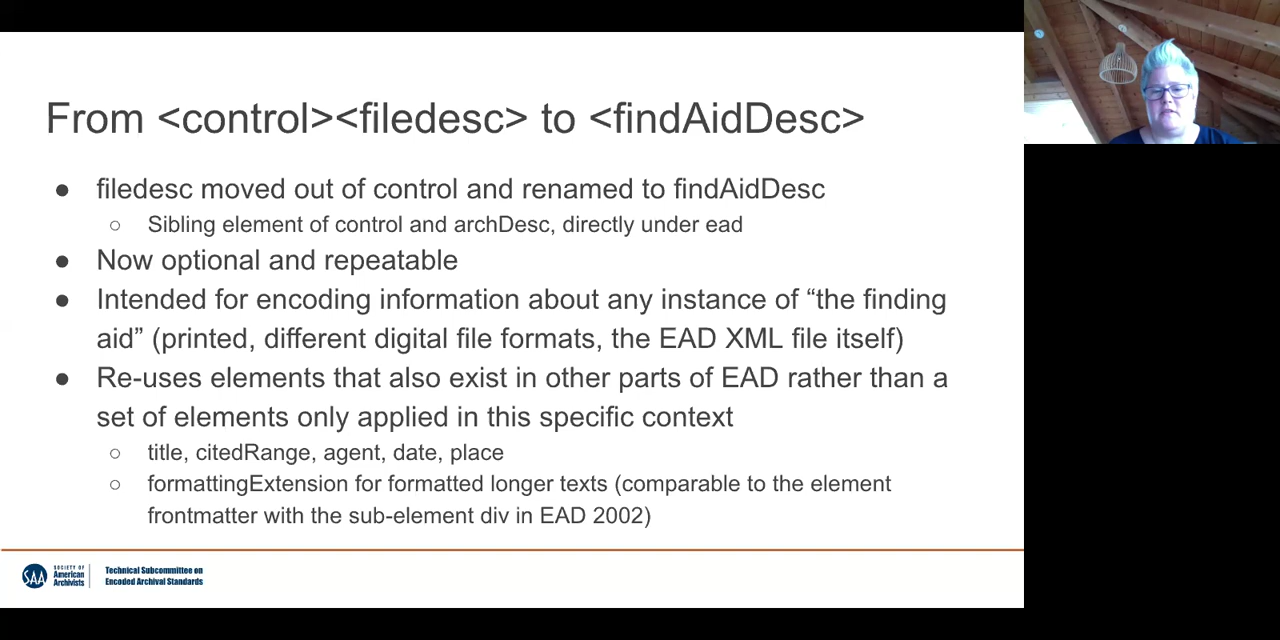 From <control><filedesc> to <findAidDesc>
● filedesc moved out of control and renamed to findAidDesc
○ Sibling element of control and archDesc, directly under ead
● Now optional and repeatable
● Intended for encoding information about any instance of “the finding
aid” (printed, different digital file formats, the EAD XML file itself)
● Re-uses elements that also exist in other parts of EAD rather than a
set of elements only applied in this specific context
○ title, citedRange, agent, date, place
○ formattingExtension for formatted longer texts (comparable to the element
frontmatter with the sub-element div in EAD 2002)
SAA
SOCIETY OF
American
Archivists
Technical Subcommittee on
Encoded Archival Standards